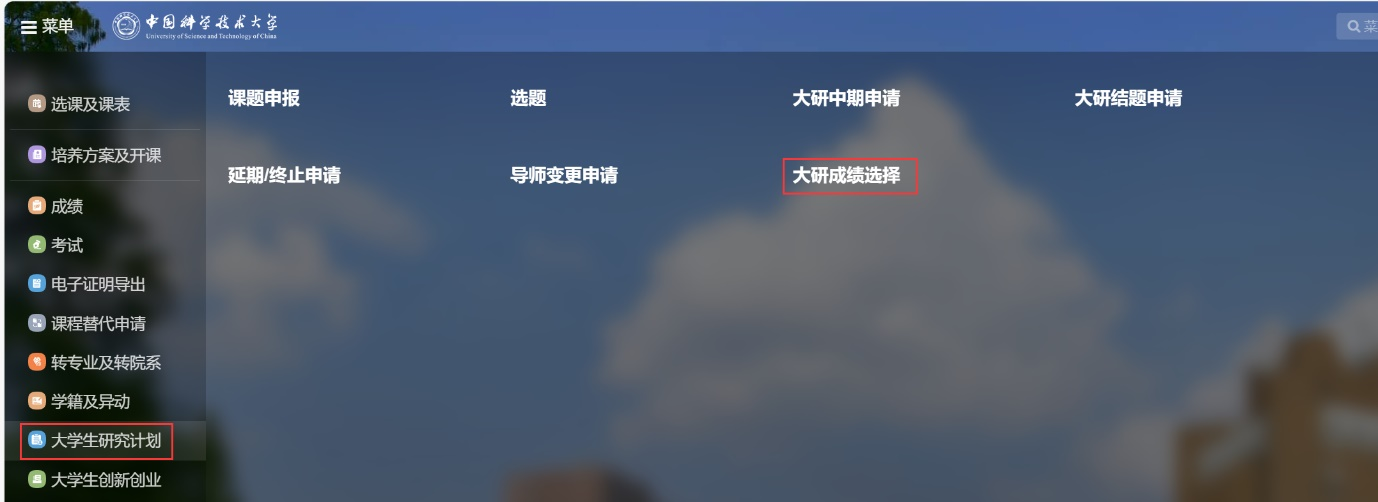 菜单
中国科学技术大学
University of Science and Technology of China
菜
选课及课表
培养方案及开课
成绩
考试
电子证明导出
课程替代申请
转专业及转院系
学籍及异动
大学生研究计划
大学生创新创业
课题申报
选题
大研中期申请
大研结题申请
延期/终止申请
导师变更申请
大研成绩选择